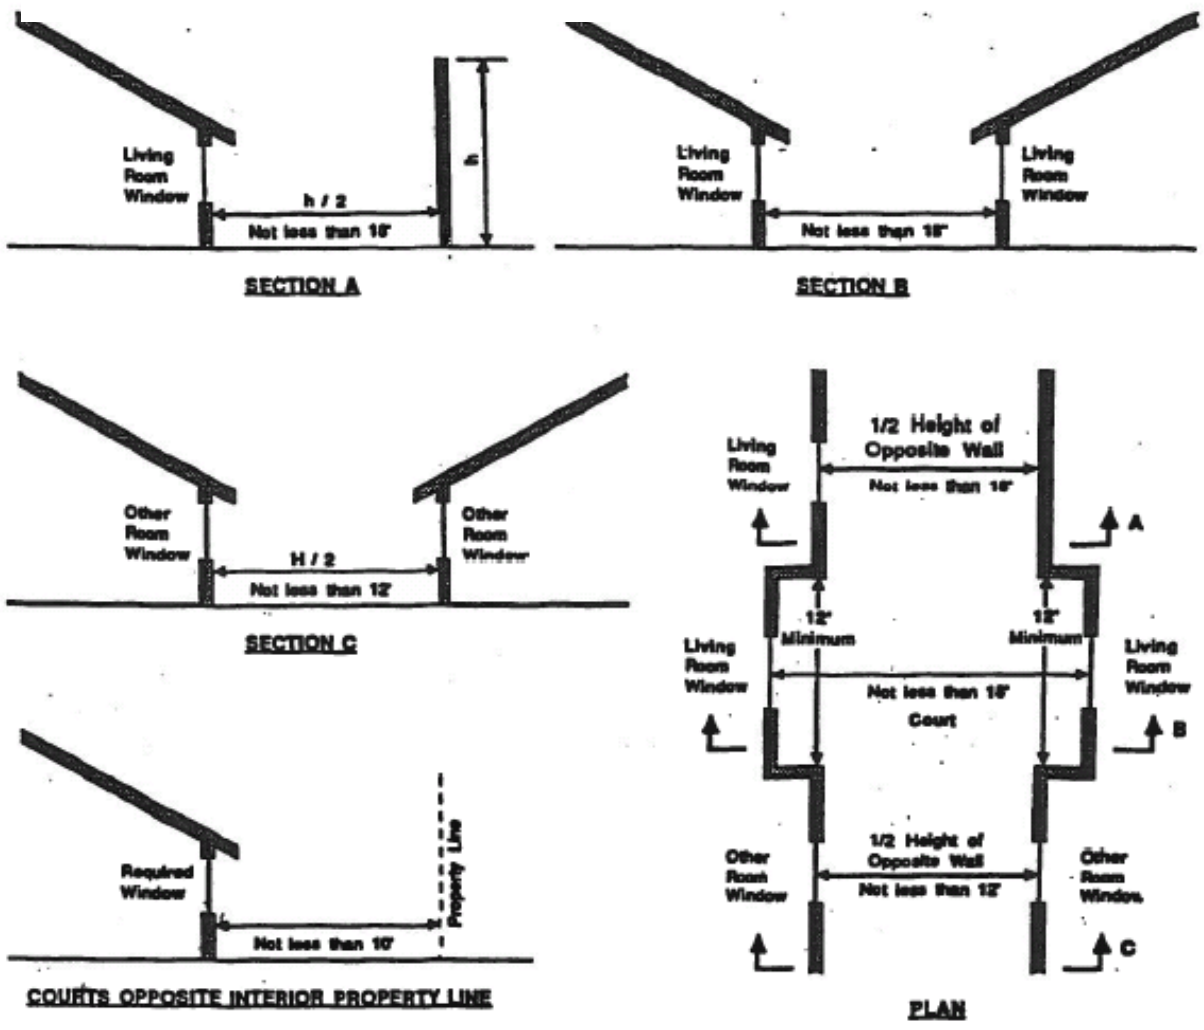 Living
Room
Window
h / 2
Not less than
h
SECTION A
Living
Room
Window
Not less than
Living
Room
Window
SECTION B
Other
Room
Window
H / 2
Not less than 12'
Other
Room
Window
SECTION C
Required
Window
Not less than 10'
Property Line
COURTS OPPOSITE INTERIOR PROPERTY LINE
Living
Room
Window
1/2 Height of
Opposite Wall
Not less than
A
12'
Minimum
12'
Minimum
Living
Room
Window
Not less than
Court
Living
Room
Window
B
Other
Room
Window
1/2 Height of
Opposite Wall
Not less than 12'
Other
Room
Window
C
PLAN